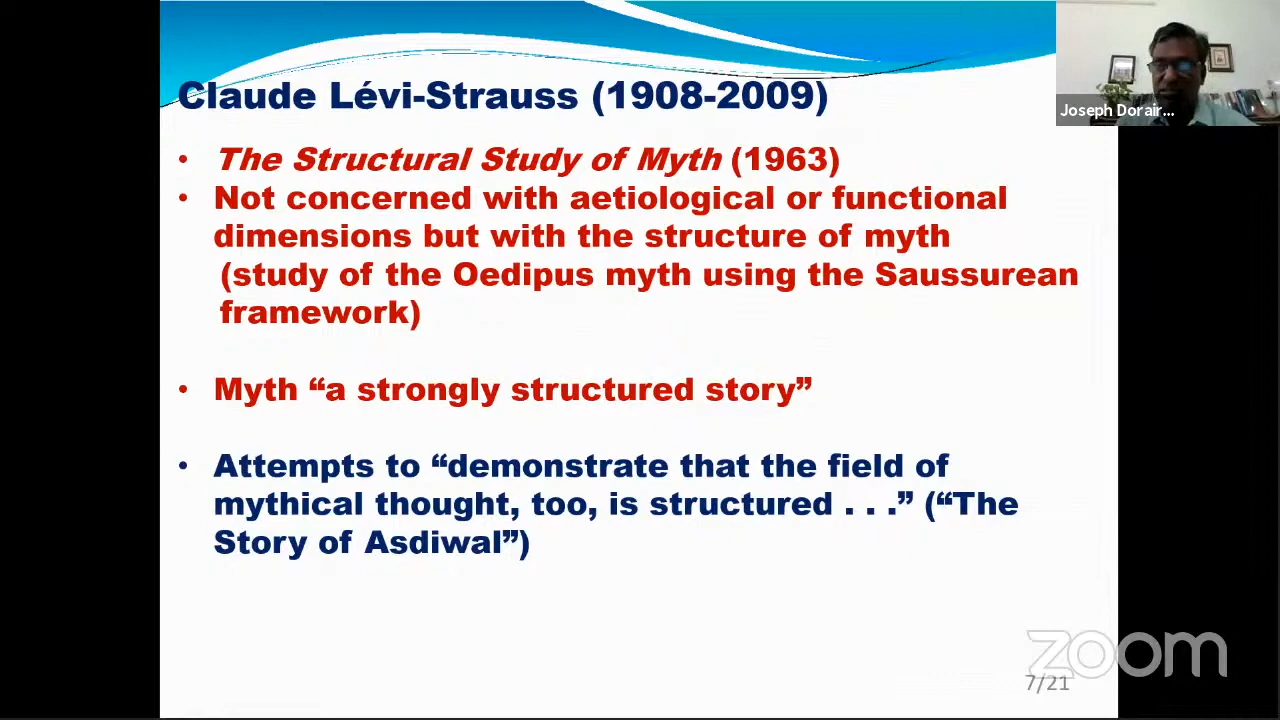 Claude Lévi-Strauss (1908-2009)
Joseph Dorair...
• The Structural Study of Myth (1963)
• Not concerned with aetiological or functional
dimensions but with the structure of myth
(study of the Oedipus myth using the Saussurean
framework)
• Myth “a strongly structured story”
• Attempts to “demonstrate that the field of
mythical thought, too, is structured . . .” (“The
Story of Asdiwal”)
zoom
7/21